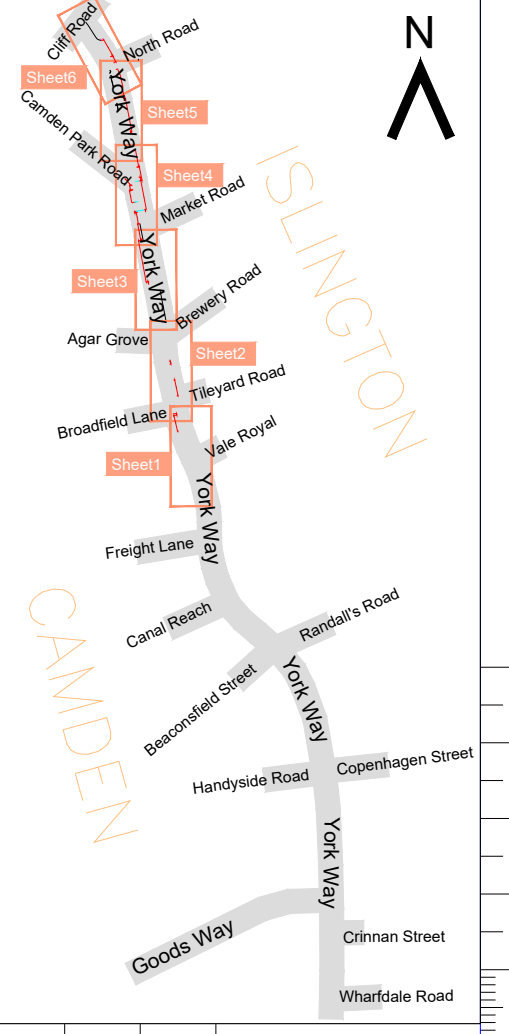 Cliff Road
N
North Road
Sheet6
York Way
Camden Park Road
Sheet5
Sheet4
ISLINGTON
Market Road
York Way
Sheet3
Brewery Road
Agar Grove
Sheet2
Tileyard Road
Broadfield Lane
Vale Royal
Sheet1
York Way
Freight Lane
CAMDEN
Canal Reach
Randall's Road
Beaconsfield Street
York Way
Copenhagen Street
Handyside Road
York Way
Goods Way
Crinnan Street
Wharfdale Road